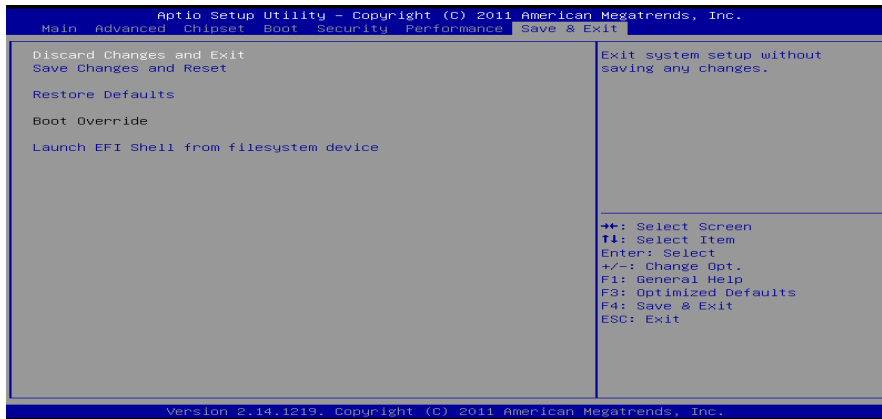 Aptio Setup Utility – Copyright (C) 2011 American Megatrends, Inc.
Main Advanced Chipset Boot Security Performance Save & Exit
Discard Changes and Exit
Save Changes and Reset
Restore Defaults
Boot Override
Launch EFI Shell from filesystem device
Exit system setup without
saving any changes.
→←: Select Screen
↑↓: Select Item
Enter: Select
+/-: Change Opt.
F1: General Help
F3: Optimized Defaults
F4: Save & Exit
ESC: Exit
Version 2.14.1219. Copyright (C) 2011 American Megatrends, Inc.